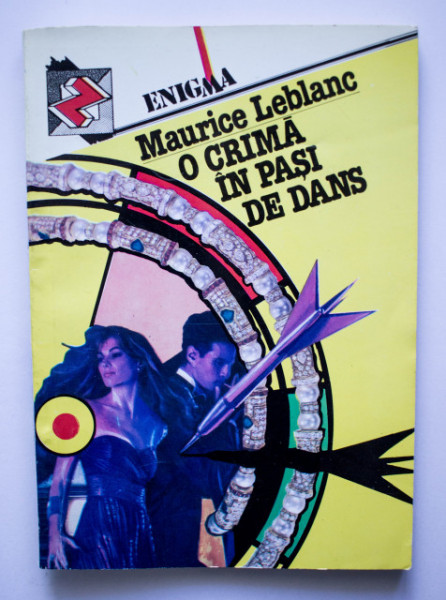 ENIGMA
Maurice Leblanc
O CRIMĂ
ÎN PAȘI
DE DANS